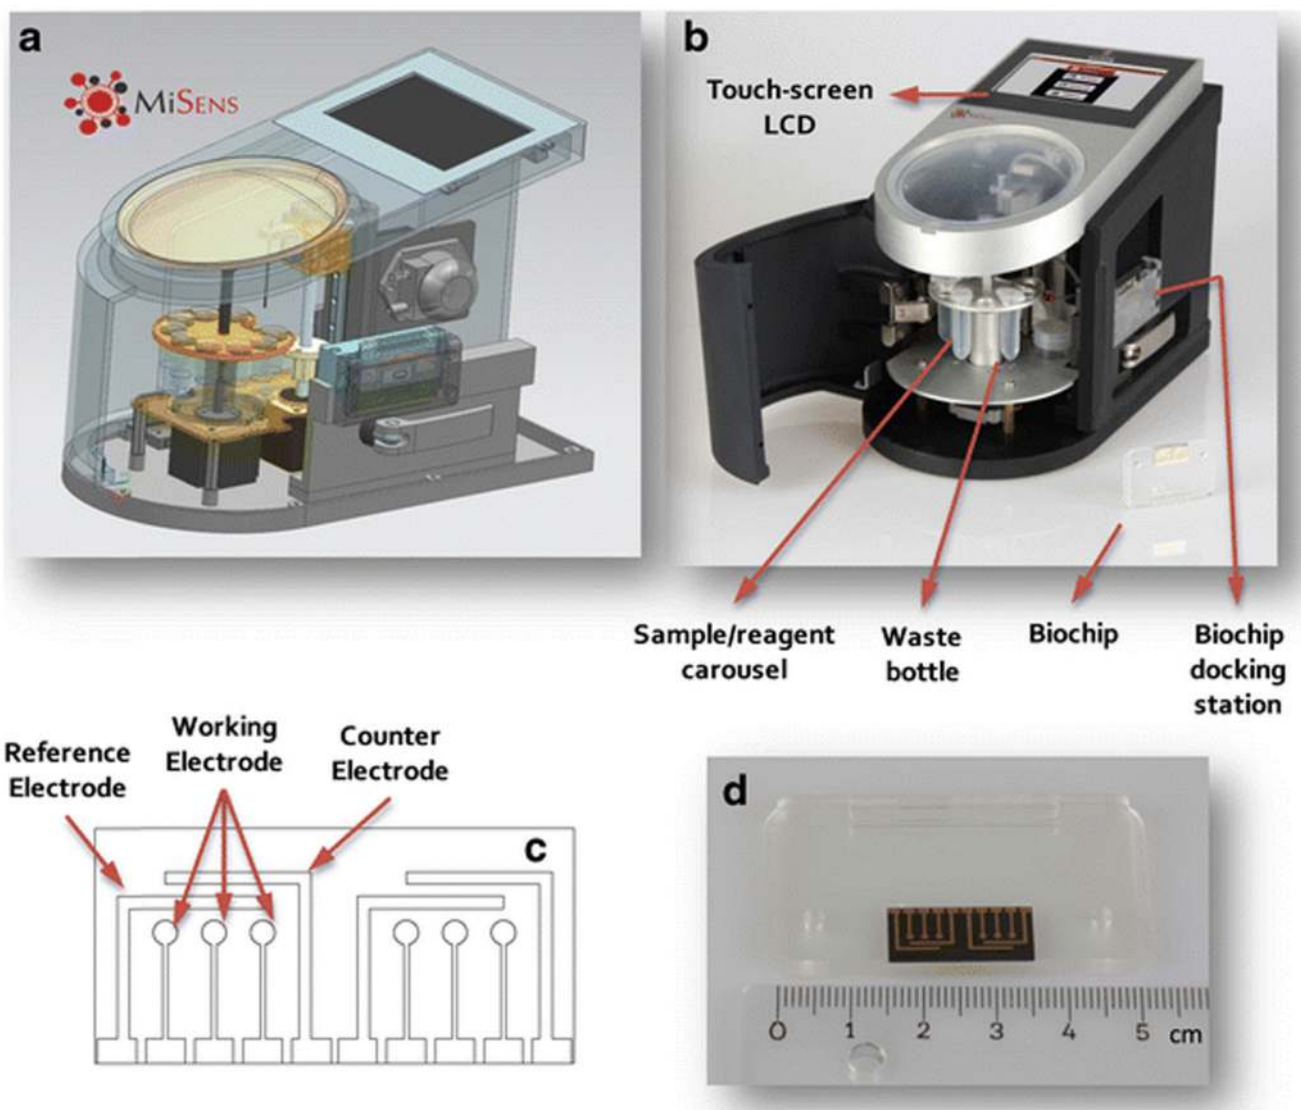 a
MiSens
b
Touch-screen
LCD
Sample/reagent
carousel
Waste
bottle
Biochip
Biochip
docking
station
Reference
Electrode
Working
Electrode
Counter
Electrode
c
d
0 1 2 3 4 5 cm